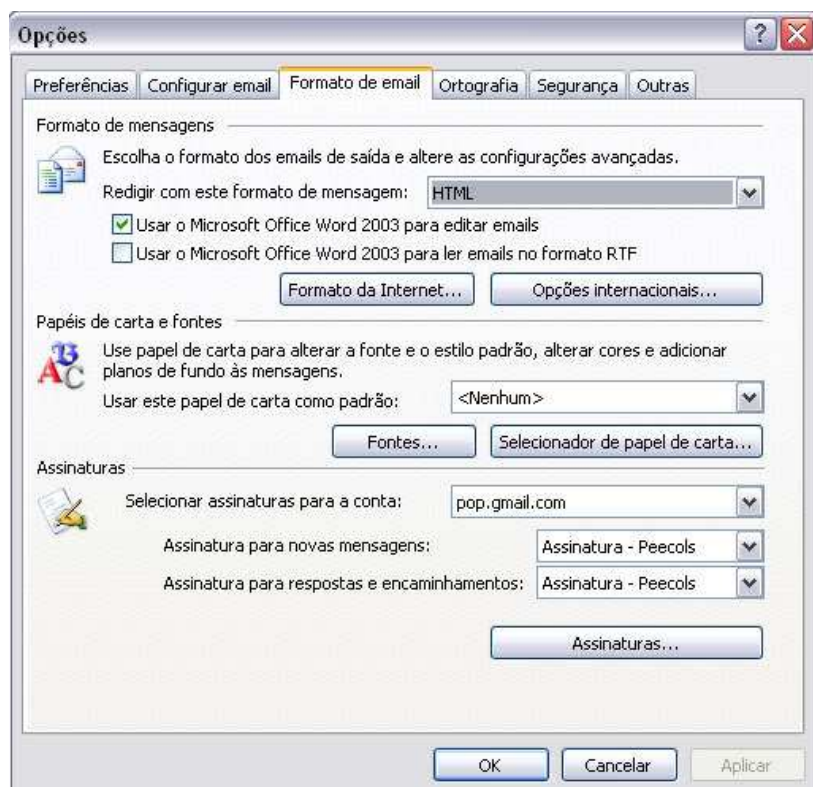 Opções
Preferências Configurar email Formato de email Ortografia Segurança Outras
Formato de mensagens
Escolha o formato dos emails de saída e altere as configurações avançadas.
Redigir com este formato de mensagem: HTML
Usar o Microsoft Office Word 2003 para editar emails
Usar o Microsoft Office Word 2003 para ler emails no formato RTF
Formato da Internet... Opções internacionais...
Papéis de carta e fontes
Use papel de carta para alterar a fonte e o estilo padrão, alterar cores e adicionar
planos de fundo às mensagens.
Usar este papel de carta como padrão: <Nenhum>
Fontes... Selecionador de papel de carta...
Assinaturas
Selecionar assinaturas para a conta: pop.gmail.com
Assinatura para novas mensagens: Assinatura - Peecols
Assinatura para respostas e encaminhamentos: Assinatura - Peecols
Assinaturas...
OK Cancelar Aplicar